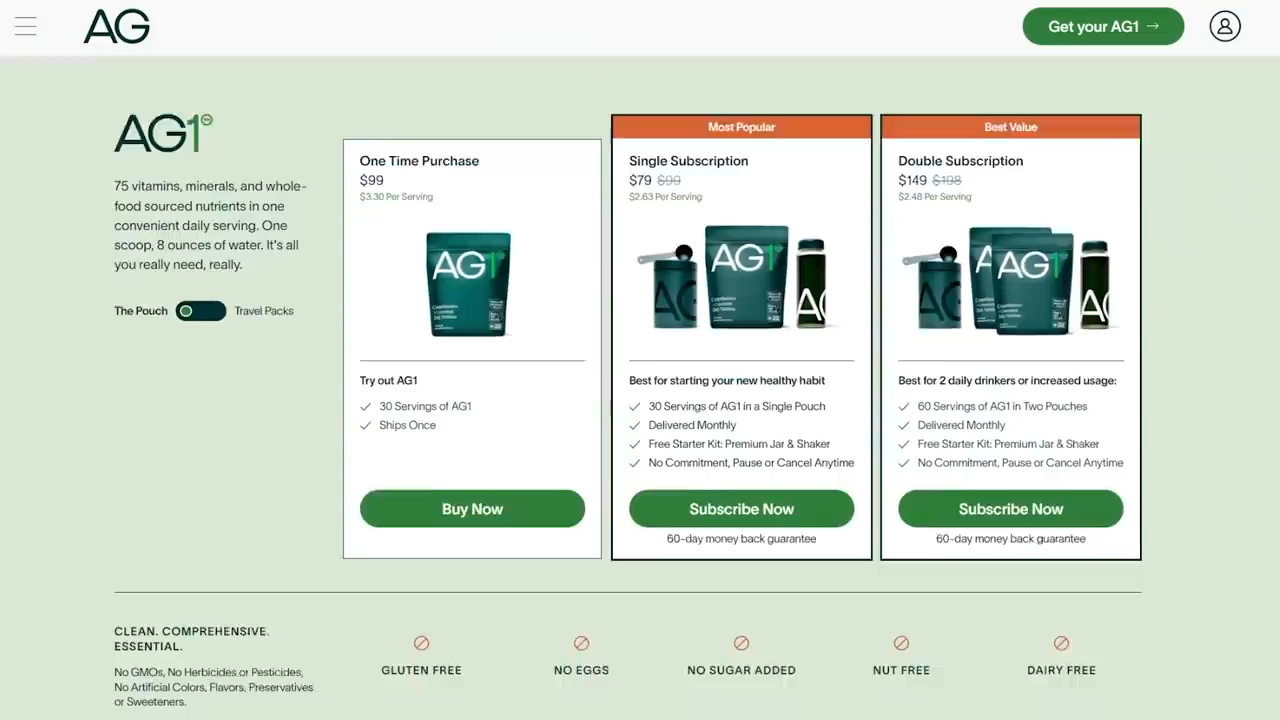 AG
Get your AG1 →
AG1
75 vitamins, minerals, and whole-
food sourced nutrients in one
convenient daily serving. One
scoop, 8 ounces of water. It's all
you really need, really.
The Pouch
Travel Packs
One Time Purchase
$99
$3.30 Per Serving
AG1
Try out AG1
30 Servings of AG1
Ships Once
Buy Now
Most Popular
Single Subscription
$79 $99
$2.63 Per Serving
AG
AG1
AG
Best for starting your new healthy habit
30 Servings of AG1 in a Single Pouch
Delivered Monthly
Free Starter Kit: Premium Jar & Shaker
No Commitment, Pause or Cancel Anytime
Subscribe Now
60-day money back guarantee
Best Value
Double Subscription
$149 $198
$2.48 Per Serving
AG
A
AG1
AG
Best for 2 daily drinkers or increased usage:
60 Servings of AG1 in Two Pouches
Delivered Monthly
Free Starter Kit: Premium Jar & Shaker
No Commitment, Pause or Cancel Anytime
Subscribe Now
60-day money back guarantee
CLEAN. COMPREHENSIVE.
ESSENTIAL.
No GMOs, No Herbicides or Pesticides,
No Artificial Colors, Flavors, Preservatives
or Sweeteners.
GLUTEN FREE
NO EGGS
NO SUGAR ADDED
NUT FREE
DAIRY FREE